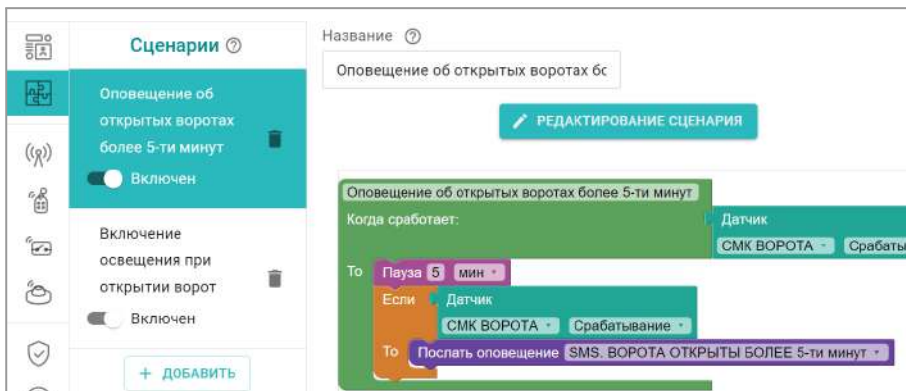 Сценарии
Оповещение об
открытых воротах
более 5-ти минут
Включен
Включение
освещения при
открытии ворот
Включен
+ ДОБАВИТЬ
Название
Оповещение об открытых воротах бо
РЕДАКТИРОВАНИЕ СЦЕНАРИЯ
Оповещение об открытых воротах более 5-ти минут
Когда сработает: Датчик
СМК ВОРОТА Срабаты
То Пауза 5 мин
Если Датчик
СМК ВОРОТА Срабатывание
То Послать оповещение SMS. ВОРОТА ОТКРЫТЫ БОЛЕЕ 5-ти минут